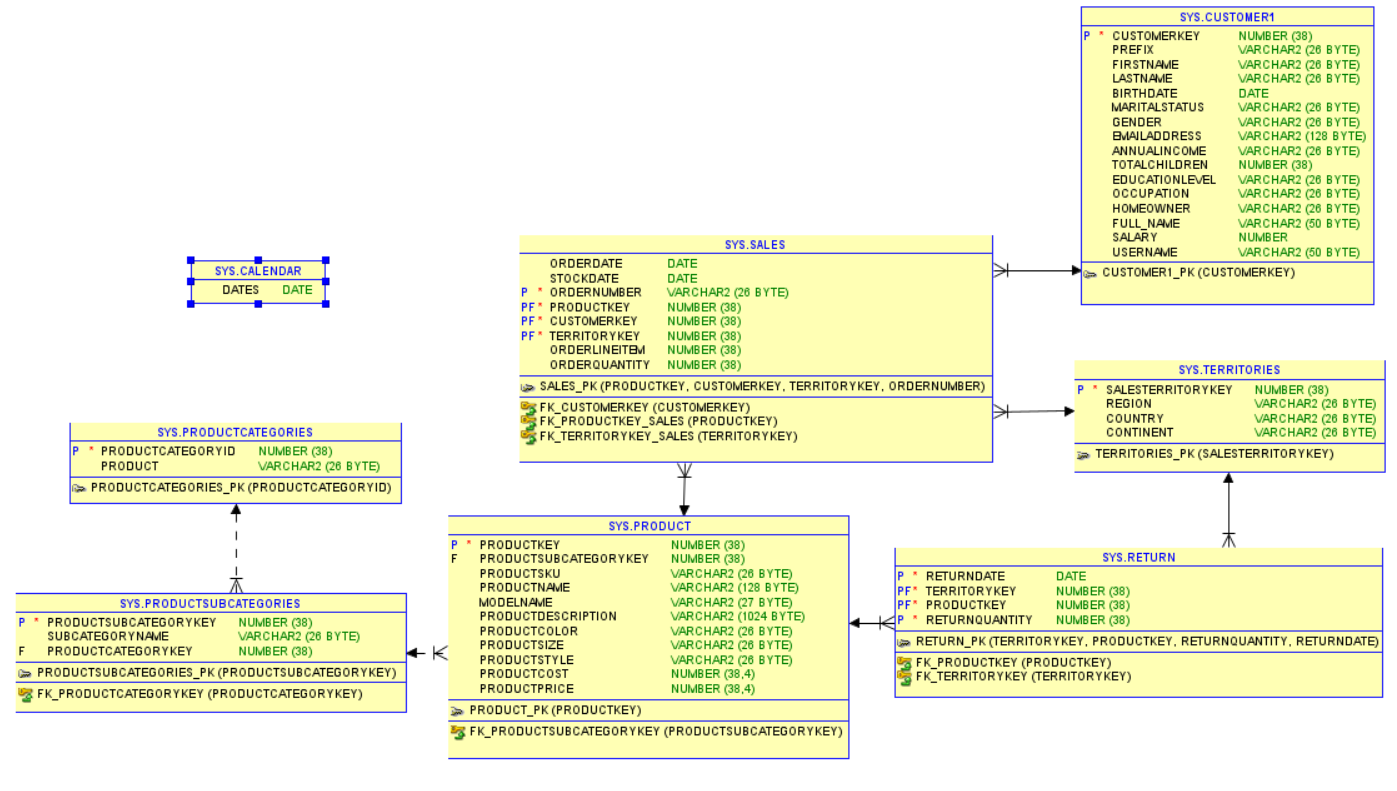 SYS.CUSTOMER1
P * CUSTOMERKEY NUMBER (38)
PREFIX VARCHAR2 (26 BYTE)
FIRSTNAME VARCHAR2 (26 BYTE)
LASTNAME VARCHAR2 (26 BYTE)
BIRTHDATE DATE
MARITALSTATUS VARCHAR2 (26 BYTE)
GENDER VARCHAR2 (26 BYTE)
EMAILADDRESS VARCHAR2 (128 BYTE)
ANNUALINCOME VARCHAR2 (26 BYTE)
TOTALCHILDREN NUMBER (38)
EDUCATIONLEVEL VARCHAR2 (26 BYTE)
OCCUPATION VARCHAR2 (26 BYTE)
HOMEOWNER VARCHAR2 (26 BYTE)
FULL_NAME VARCHAR2 (50 BYTE)
SALARY NUMBER
USERNAME VARCHAR2 (50 BYTE)
CUSTOMER1_PK (CUSTOMERKEY)
SYS.SALES
ORDERDATE DATE
STOCKDATE DATE
P * ORDERNUMBER VARCHAR2 (26 BYTE)
PF * PRODUCTKEY NUMBER (38)
PF * CUSTOMERKEY NUMBER (38)
PF * TERRITORYKEY NUMBER (38)
ORDERLINEITEM NUMBER (38)
ORDERQUANTITY NUMBER (38)
SALES_PK (PRODUCTKEY, CUSTOMERKEY, TERRITORYKEY, ORDERNUMBER)
FK_CUSTOMERKEY (CUSTOMERKEY)
FK_PRODUCTKEY_SALES (PRODUCTKEY)
FK_TERRITORYKEY_SALES (TERRITORYKEY)
SYS.CALENDAR
DATES DATE
SYS.TERRITORIES
P * SALESTERRITORYKEY NUMBER (38)
REGION VARCHAR2 (26 BYTE)
COUNTRY VARCHAR2 (26 BYTE)
CONTINENT VARCHAR2 (26 BYTE)
TERRITORIES_PK (SALESTERRITORYKEY)
SYS.PRODUCTCATEGORIES
P * PRODUCTCATEGORYID NUMBER (38)
PRODUCT VARCHAR2 (26 BYTE)
PRODUCTCATEGORIES_PK (PRODUCTCATEGORYID)
SYS.PRODUCT
P * PRODUCTKEY NUMBER (38)
F PRODUCTSUBCATEGORYKEY NUMBER (38)
PRODUCTSKU VARCHAR2 (26 BYTE)
PRODUCTNAME VARCHAR2 (128 BYTE)
MODELNAME VARCHAR2 (27 BYTE)
PRODUCTDESCRIPTION VARCHAR2 (1024 BYTE)
PRODUCTCOLOR VARCHAR2 (26 BYTE)
PRODUCTSIZE VARCHAR2 (26 BYTE)
PRODUCTSTYLE VARCHAR2 (26 BYTE)
PRODUCTCOST NUMBER (38,4)
PRODUCTPRICE NUMBER (38,4)
PRODUCT_PK (PRODUCTKEY)
FK_PRODUCTSUBCATEGORYKEY (PRODUCTSUBCATEGORYKEY)
SYS.RETURN
P * RETURNDATE DATE
PF * TERRITORYKEY NUMBER (38)
PF * PRODUCTKEY NUMBER (38)
P * RETURNQUANTITY NUMBER (38)
RETURN_PK (TERRITORYKEY, PRODUCTKEY, RETURNQUANTITY, RETURNDATE)
FK_PRODUCTKEY (PRODUCTKEY)
FK_TERRITORYKEY (TERRITORYKEY)
SYS.PRODUCTSUBCATEGORIES
P * PRODUCTSUBCATEGORYKEY NUMBER (38)
SUBCATEGORYNAME VARCHAR2 (26 BYTE)
F PRODUCTCATEGORYKEY NUMBER (38)
PRODUCTSUBCATEGORIES_PK (PRODUCTSUBCATEGORYKEY)
FK_PRODUCTCATEGORYKEY (PRODUCTCATEGORYKEY)